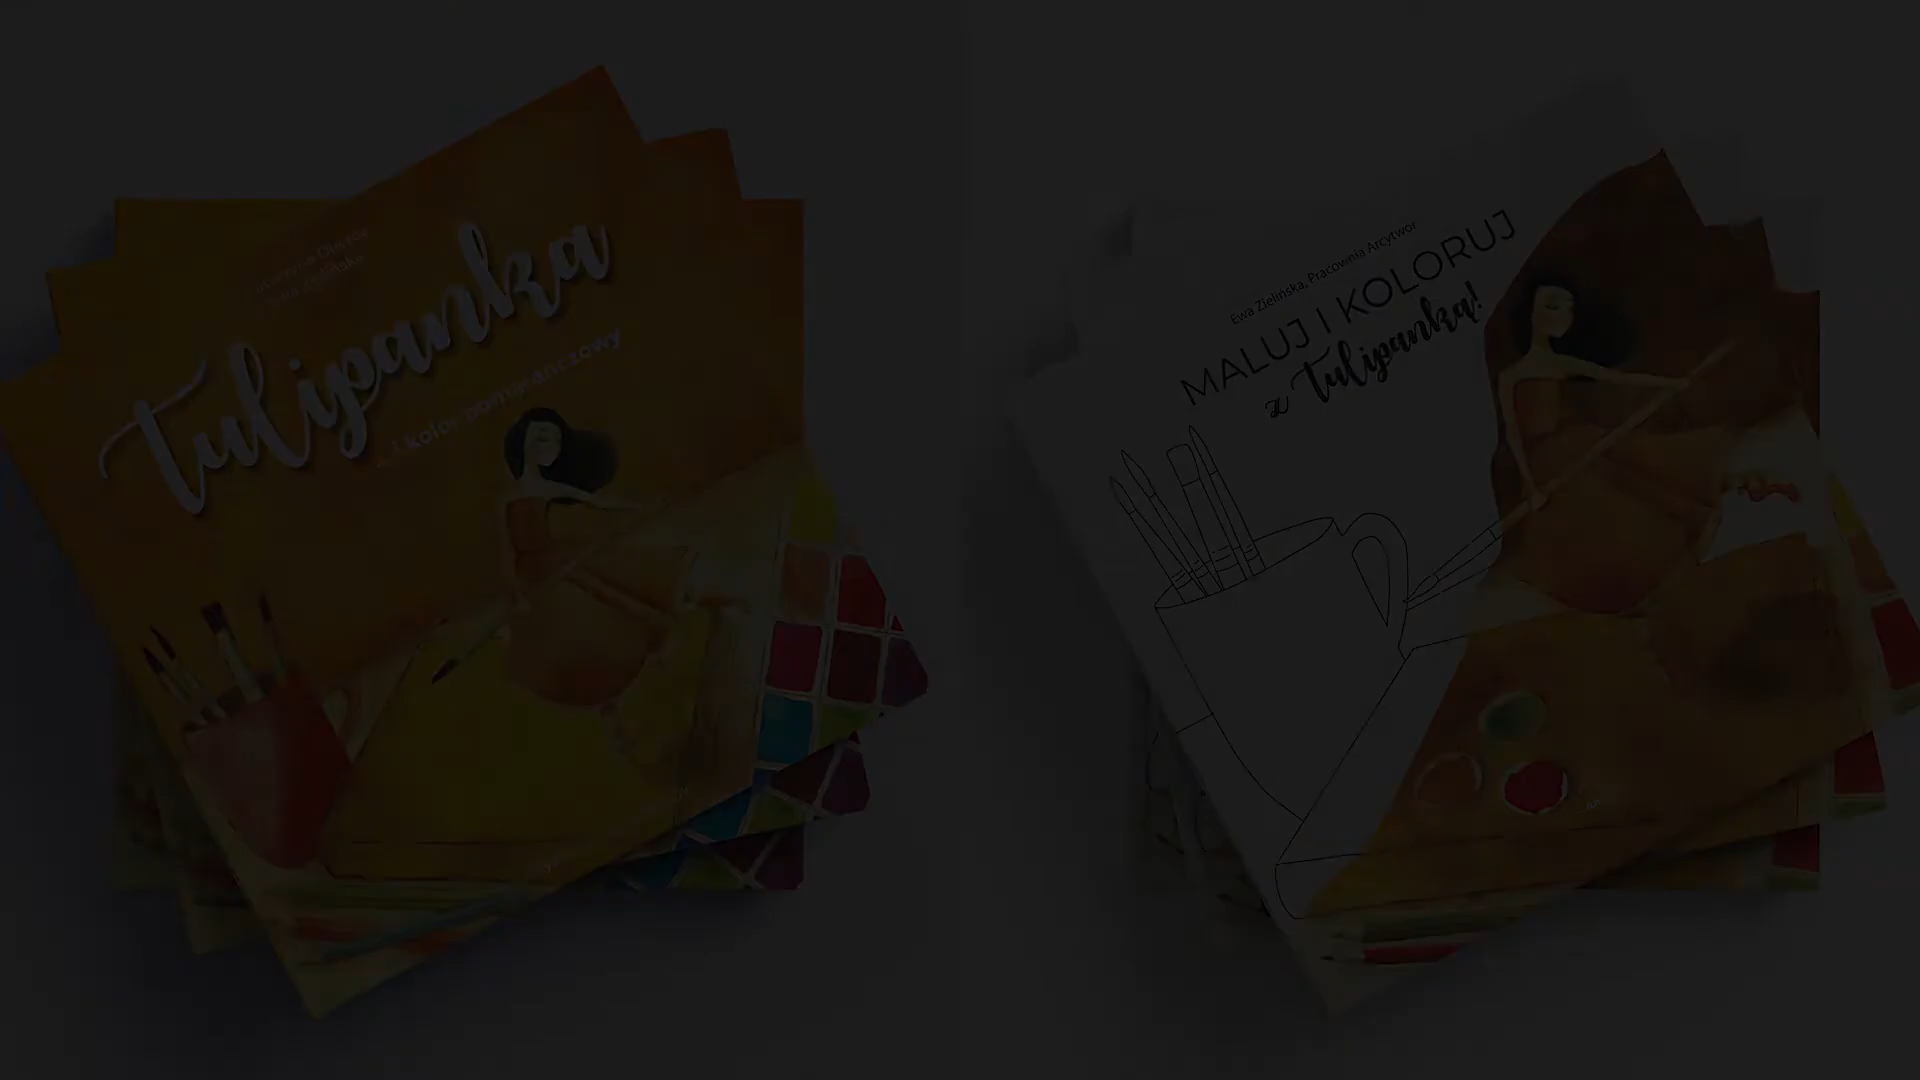 Tulipanka
i kolor pomarańczowy
Ewa Zielińska, Pracownia Arcytwór
MALUJ I KOLORUJ
z Tulipanką!